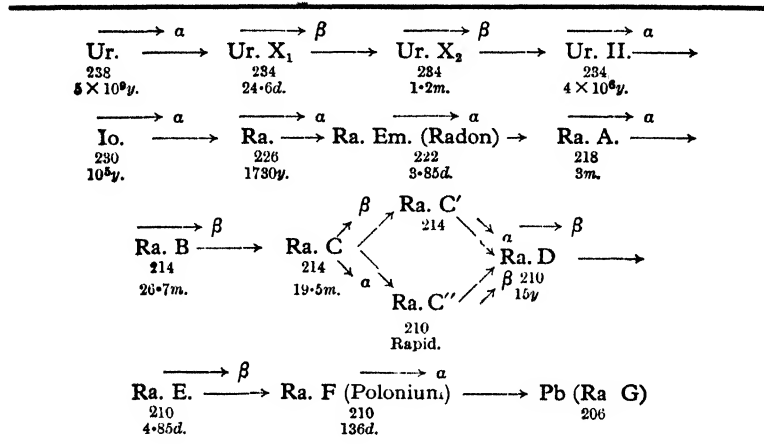 α β β α
Ur. Ur. X₁ Ur. X₂ Ur. II.
238 234 234 234
5 × 10⁹y. 24·6d. 1·2m. 4 × 10⁶y.
α α α α
Io. Ra. Ra. Em. (Radon) Ra. A.
230 226 222 218
10⁵y. 1730y. 3·85d. 3m.
β Ra. C′
β 214 α β
Ra. B Ra. C Ra. D
214 214 α β 210
26·7m. 19·5m. 15y
Ra. C″
210
Rapid.
β α
Ra. E. Ra. F (Polonium) Pb (Ra G)
210 210 206
4·85d. 136d.